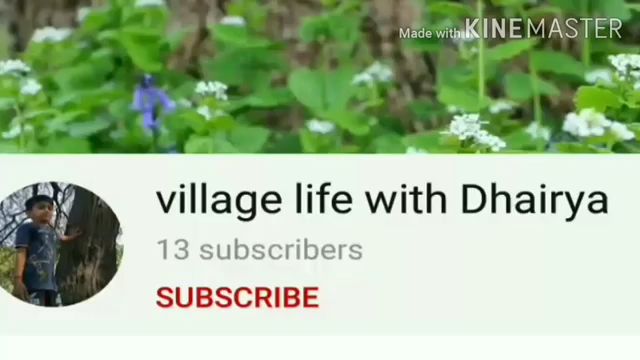 Made with KINEMASTER
village life with Dhairya
13 subscribers
SUBSCRIBE